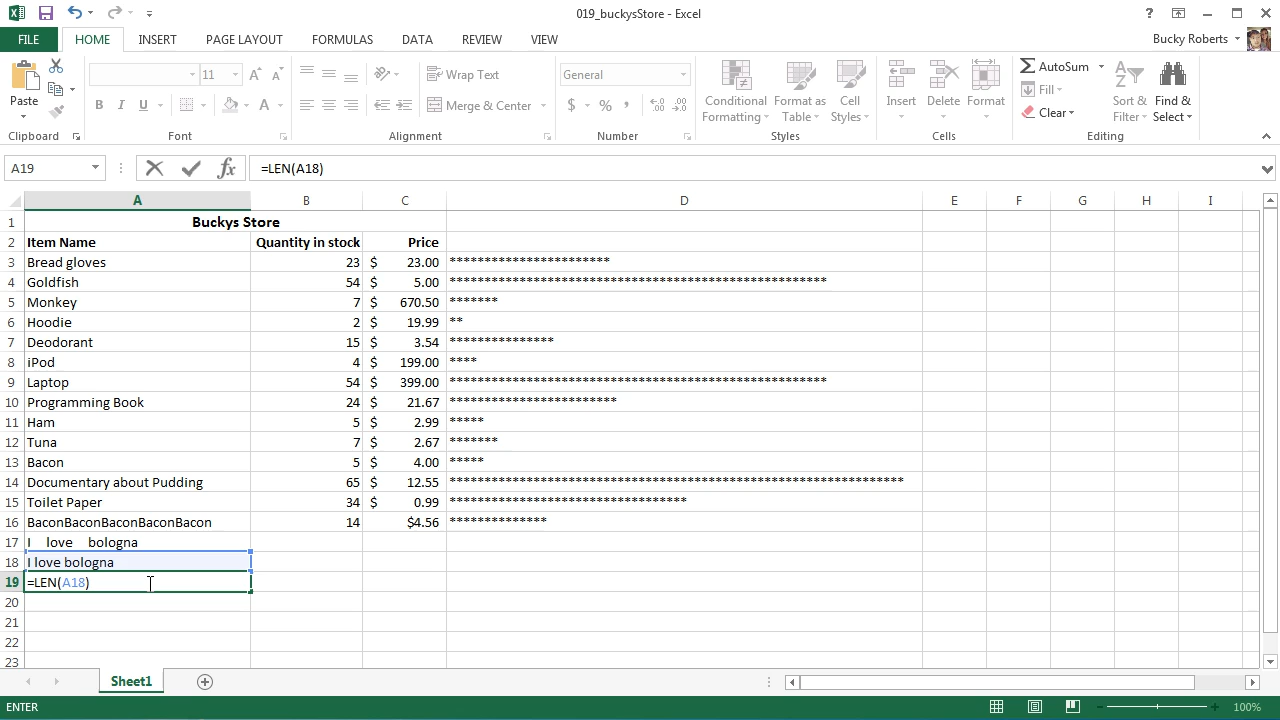 019_buckysStore - Excel
FILE HOME INSERT PAGE LAYOUT FORMULAS DATA REVIEW VIEW Bucky Roberts
Paste
Clipboard
11
B I U A
Font
Wrap Text
Merge & Center
Alignment
General
$ % ,
Number
Conditional Formatting
Format as Table
Cell Styles
Styles
Insert Delete Format
Cells
AutoSum
Fill
Clear
Sort & Filter
Find & Select
Editing
A19 fx =LEN(A18)
A B C D E F G H I
1 Buckys Store
2 Item Name Quantity in stock Price
3 Bread gloves 23 $ 23.00 ***********************
4 Goldfish 54 $ 5.00 ******************************************************
5 Monkey 7 $ 670.50 *******
6 Hoodie 2 $ 19.99 **
7 Deodorant 15 $ 3.54 ***************
8 iPod 4 $ 199.00 ****
9 Laptop 54 $ 399.00 ******************************************************
10 Programming Book 24 $ 21.67 ************************
11 Ham 5 $ 2.99 *****
12 Tuna 7 $ 2.67 *******
13 Bacon 5 $ 4.00 *****
14 Documentary about Pudding 65 $ 12.55 *****************************************************************
15 Toilet Paper 34 $ 0.99 **********************************
16 BaconBaconBaconBaconBacon 14 $4.56 **************
17 I    love    bologna
18 I love bologna
19 =LEN(A18)
20
21
22
23
Sheet1
ENTER 100%